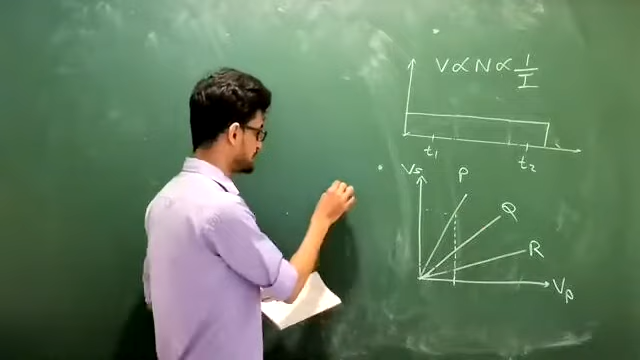 V ∝ N ∝ 1/I
t₁ t₂
Vs P
Q
R
Vp